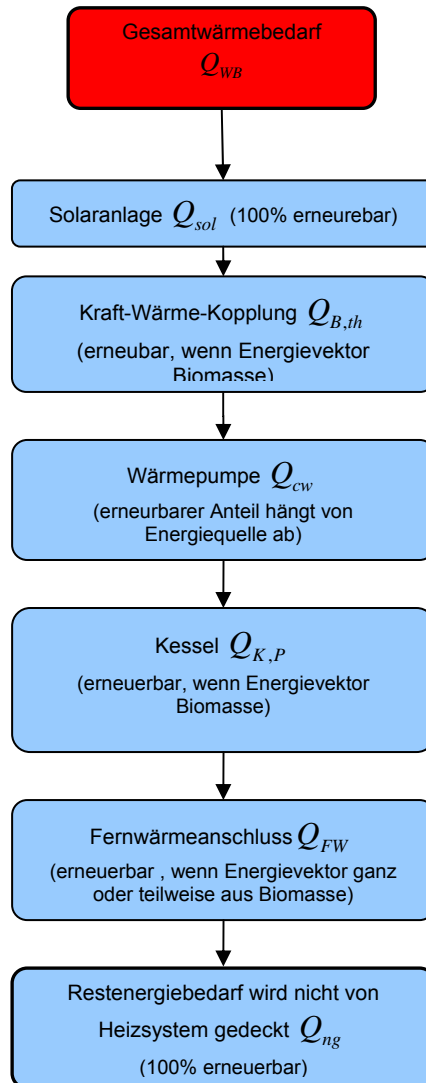 Gesamtwärmebedarf
Q_WB
Solaranlage Q_sol (100% erneurebar)
Kraft-Wärme-Kopplung Q_B,th
(erneubar, wenn Energievektor
Biomasse)
Wärmepumpe Q_cw
(erneurbarer Anteil hängt von
Energiequelle ab)
Kessel Q_K,P
(erneuerbar, wenn Energievektor
Biomasse)
Fernwärmeanschluss Q_FW
(erneuerbar , wenn Energievektor ganz
oder teilweise aus Biomasse)
Restenergiebedarf wird nicht von
Heizsystem gedeckt Q_ng
(100% erneuerbar)